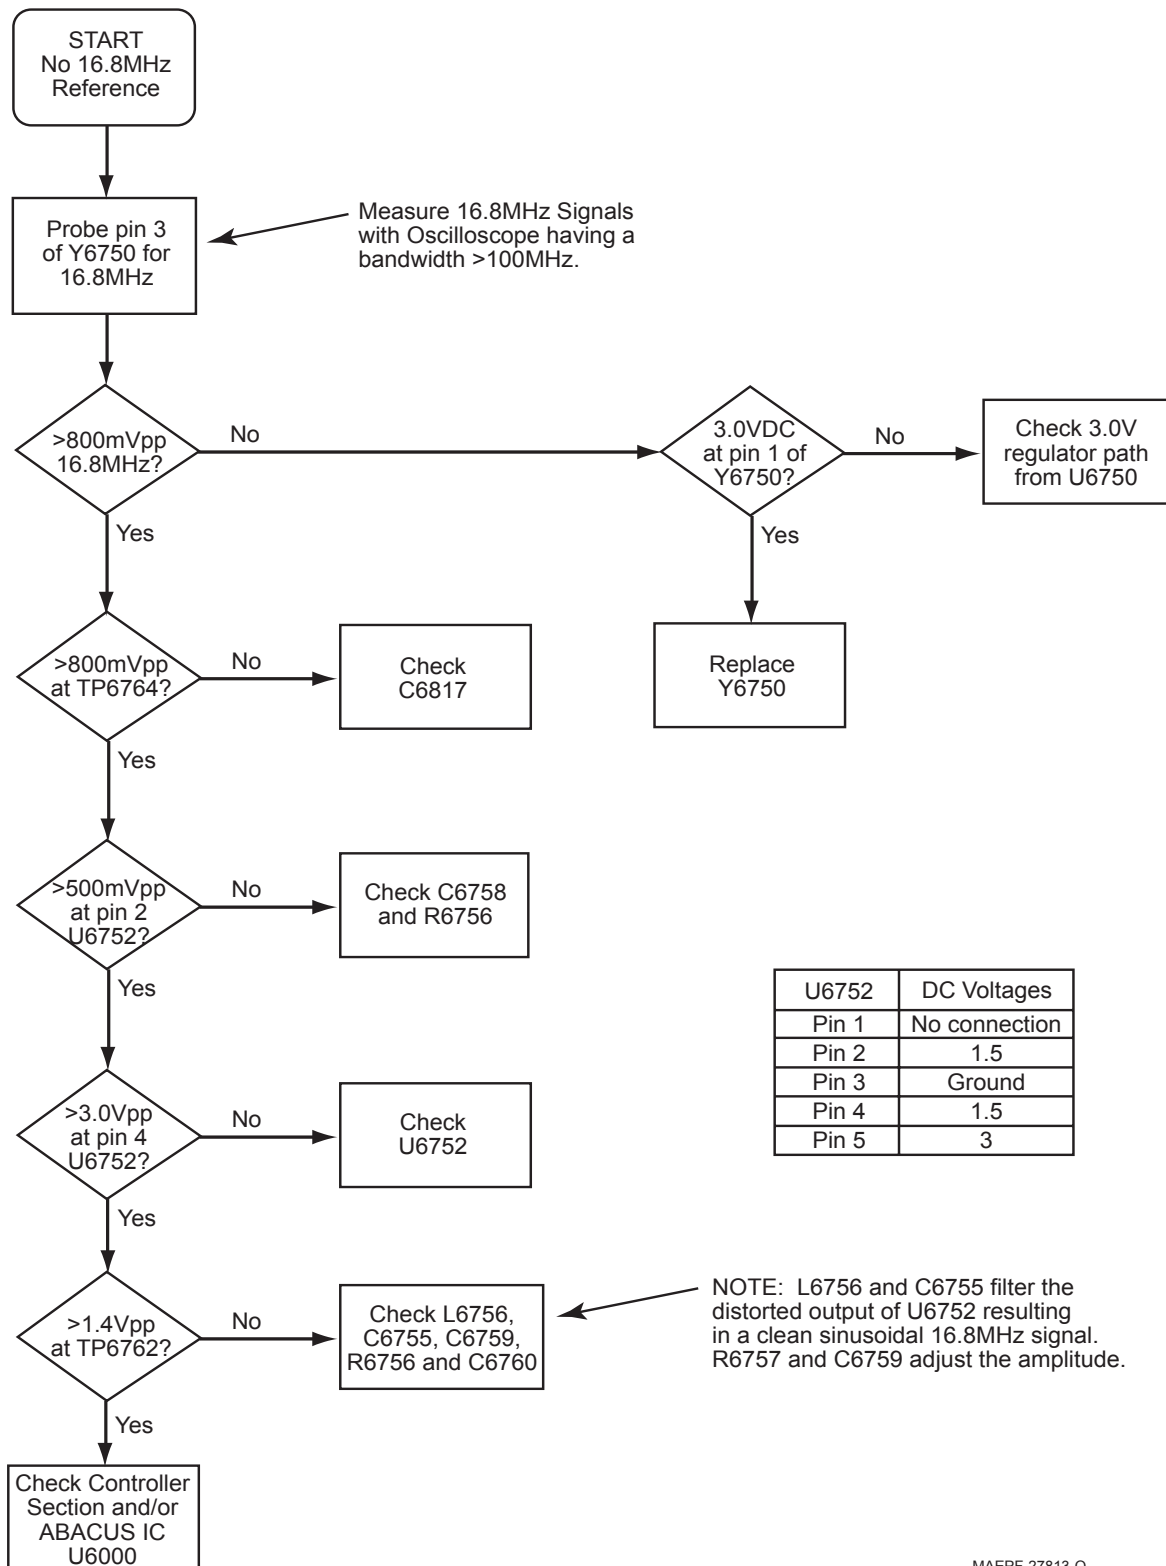 START
No 16.8MHz
Reference
Probe pin 3
of Y6750 for
16.8MHz
Measure 16.8MHz Signals
with Oscilloscope having a
bandwidth >100MHz.
>800mVpp
16.8MHz?
No
3.0VDC
at pin 1 of
Y6750?
No
Check 3.0V
regulator path
from U6750
Yes
Yes
>800mVpp
at TP6764?
No
Check
C6817
Replace
Y6750
Yes
>500mVpp
at pin 2
U6752?
No
Check C6758
and R6756
Yes
U6752 DC Voltages
Pin 1 No connection
Pin 2 1.5
Pin 3 Ground
Pin 4 1.5
Pin 5 3
>3.0Vpp
at pin 4
U6752?
No
Check
U6752
Yes
>1.4Vpp
at TP6762?
No
Check L6756,
C6755, C6759,
R6756 and C6760
NOTE: L6756 and C6755 filter the
distorted output of U6752 resulting
in a clean sinusoidal 16.8MHz signal.
R6757 and C6759 adjust the amplitude.
Yes
Check Controller
Section and/or
ABACUS IC
U6000